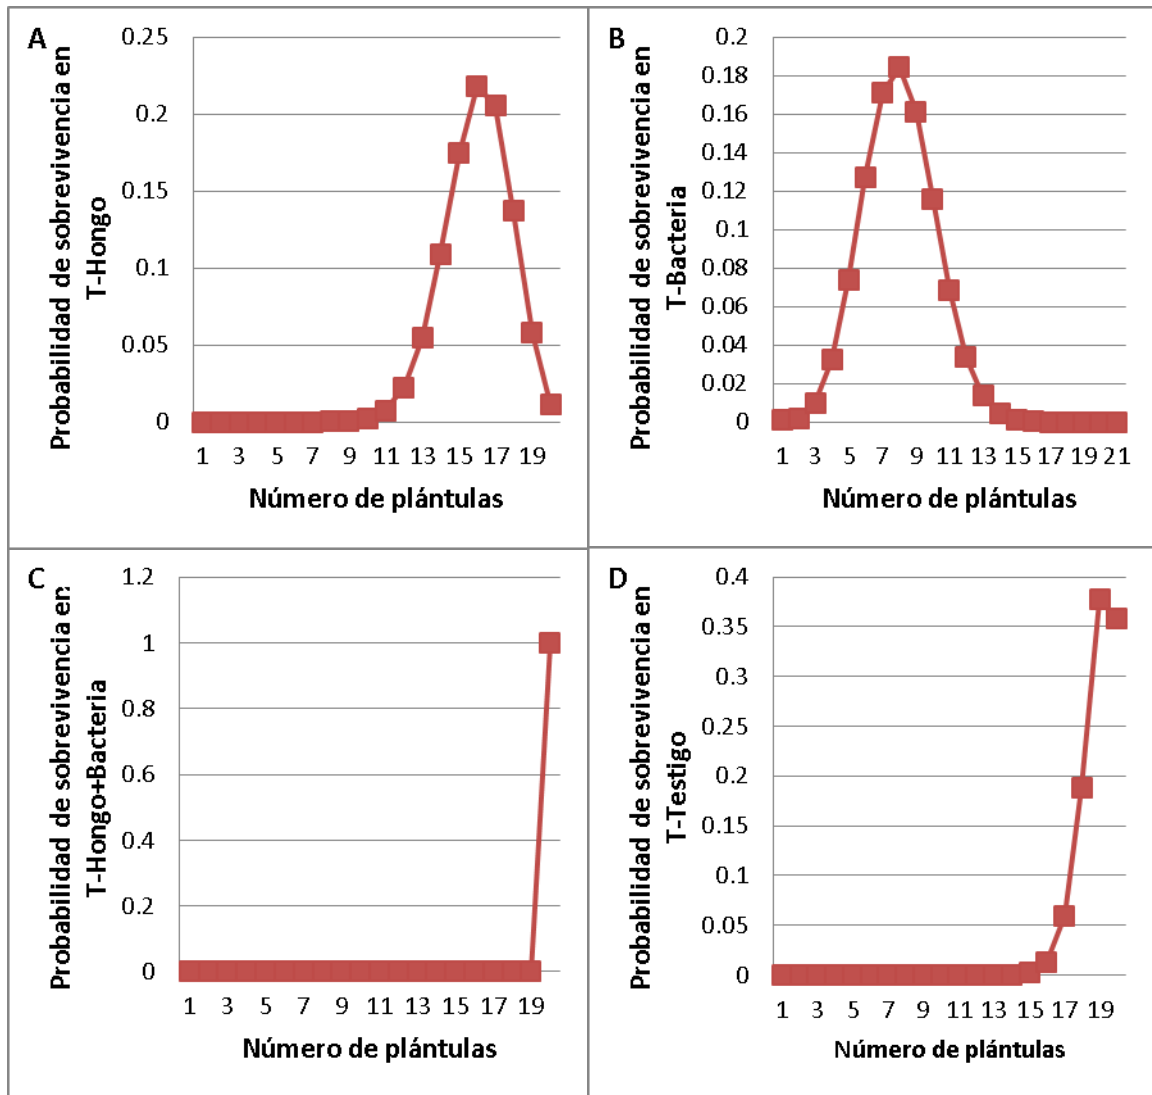 A
Probabilidad de sobrevivencia en
T-Hongo
0.25
0.2
0.15
0.1
0.05
0
1 3 5 7 9 11 13 15 17 19
Número de plántulas
B
Probabilidad de sobrevivencia en
T-Bacteria
0.2
0.18
0.16
0.14
0.12
0.1
0.08
0.06
0.04
0.02
0
1 3 5 7 9 11 13 15 17 19 21
Número de plántulas
C
Probabilidad de sobrevivencia en
T-Hongo+Bacteria
1.2
1
0.8
0.6
0.4
0.2
0
1 3 5 7 9 11 13 15 17 19
Número de plántulas
D
Probabilidad de sobrevivencia en
T-Testigo
0.4
0.35
0.3
0.25
0.2
0.15
0.1
0.05
0
1 3 5 7 9 11 13 15 17 19
Número de plántulas